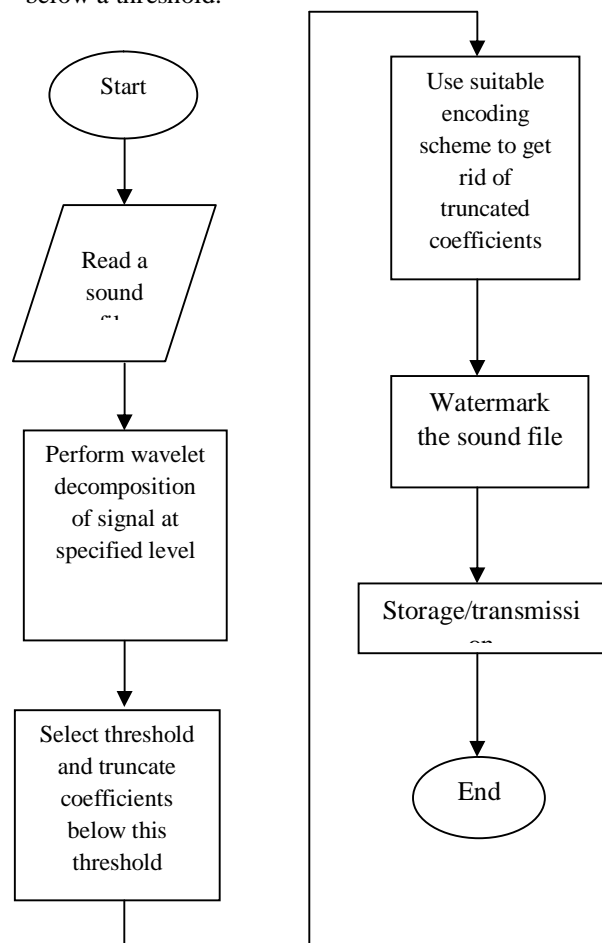 below a threshold.
Start
Read a
sound
Perform wavelet
decomposition
of signal at
specified level
Select threshold
and truncate
coefficients
below this
threshold
Use suitable
encoding
scheme to get
rid of
truncated
coefficients
Watermark
the sound file
Storage/transmissi
End